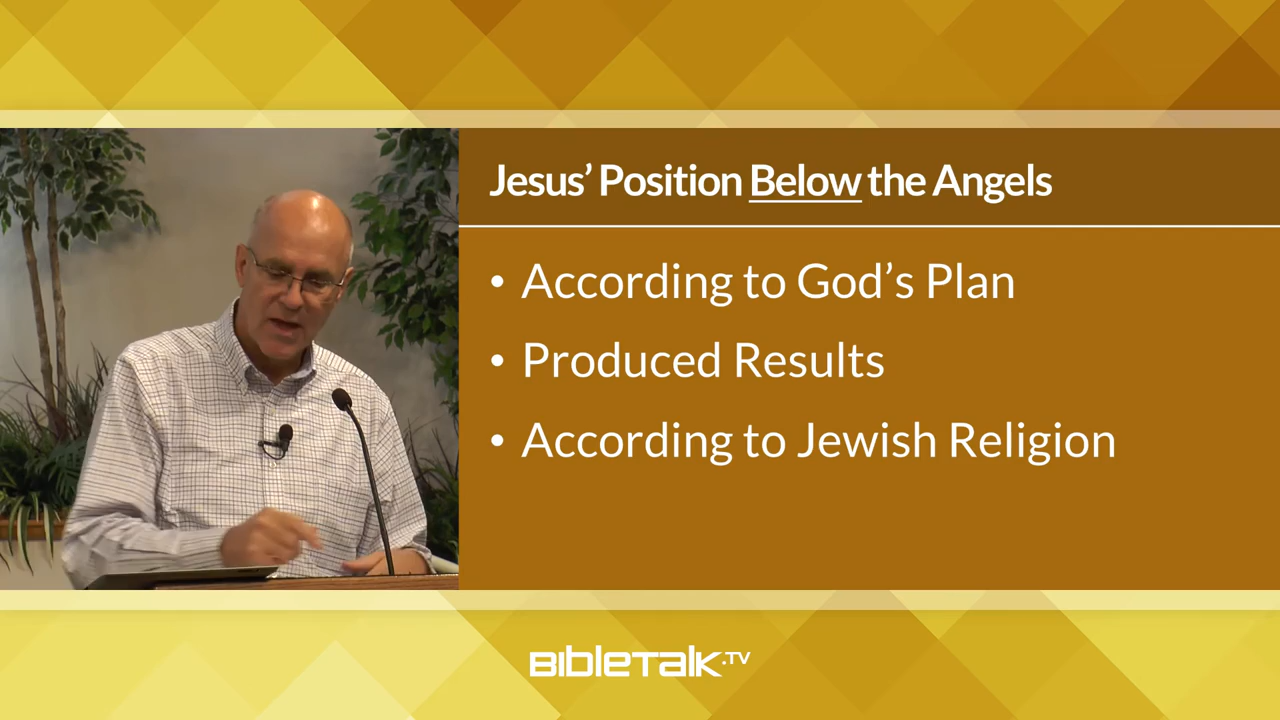 Jesus’ Position Below the Angels
• According to God’s Plan
• Produced Results
• According to Jewish Religion
BIBLETALK.TV